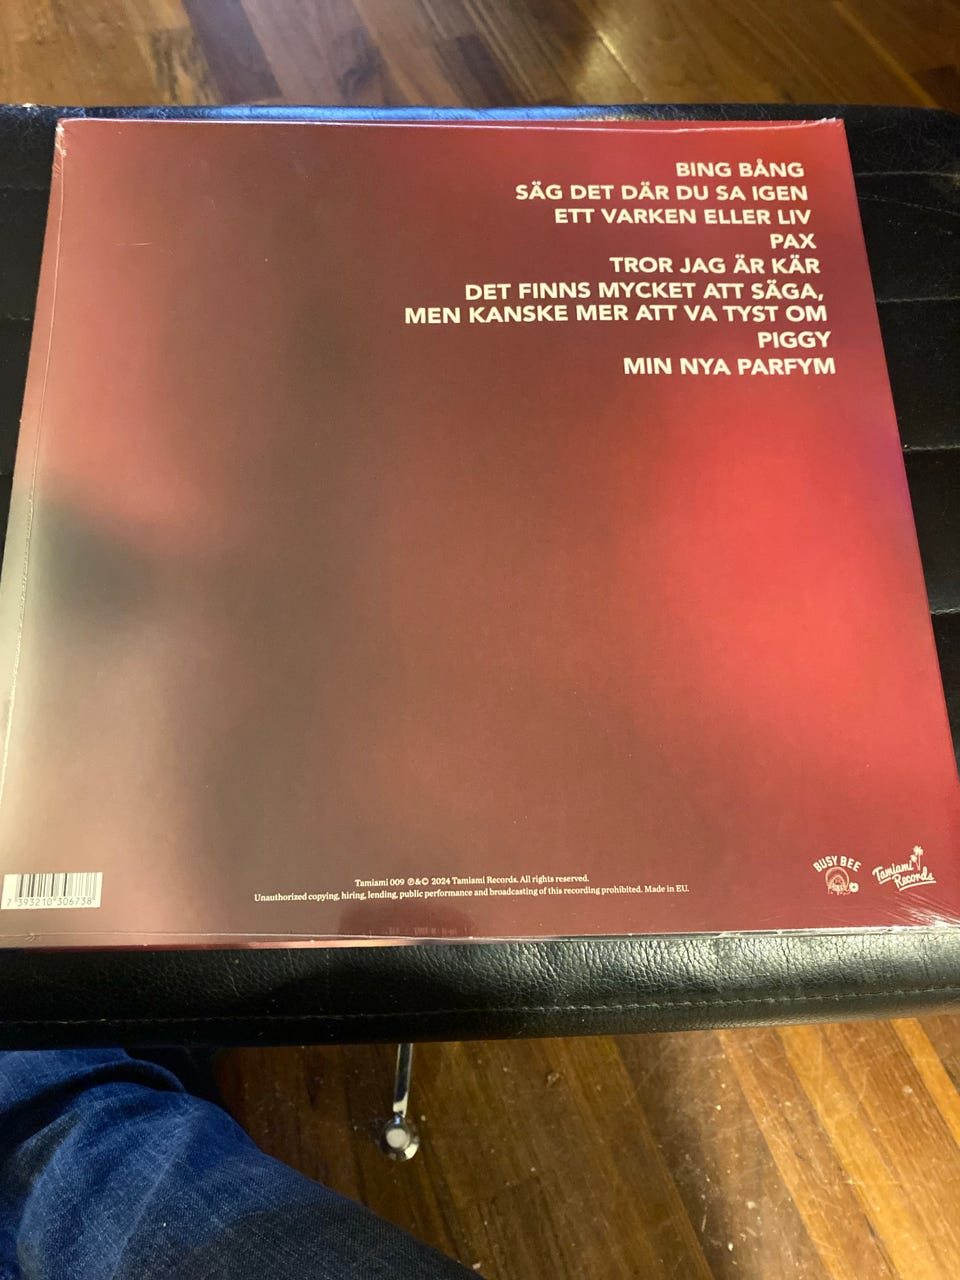 BING BÅNG
SÄG DET DÄR DU SA IGEN
ETT VARKEN ELLER LIV
PAX
TROR JAG ÄR KÄR
DET FINNS MYCKET ATT SÄGA,
MEN KANSKE MER ATT VA TYST OM
PIGGY
MIN NYA PARFYM
BUSY BEE
Tamiami Records
Tamiami 009 ℗&© 2024 Tamiami Records. All rights reserved.
Unauthorized copying, hiring, lending, public performance and broadcasting of this recording prohibited. Made in EU.
7 393210 306738